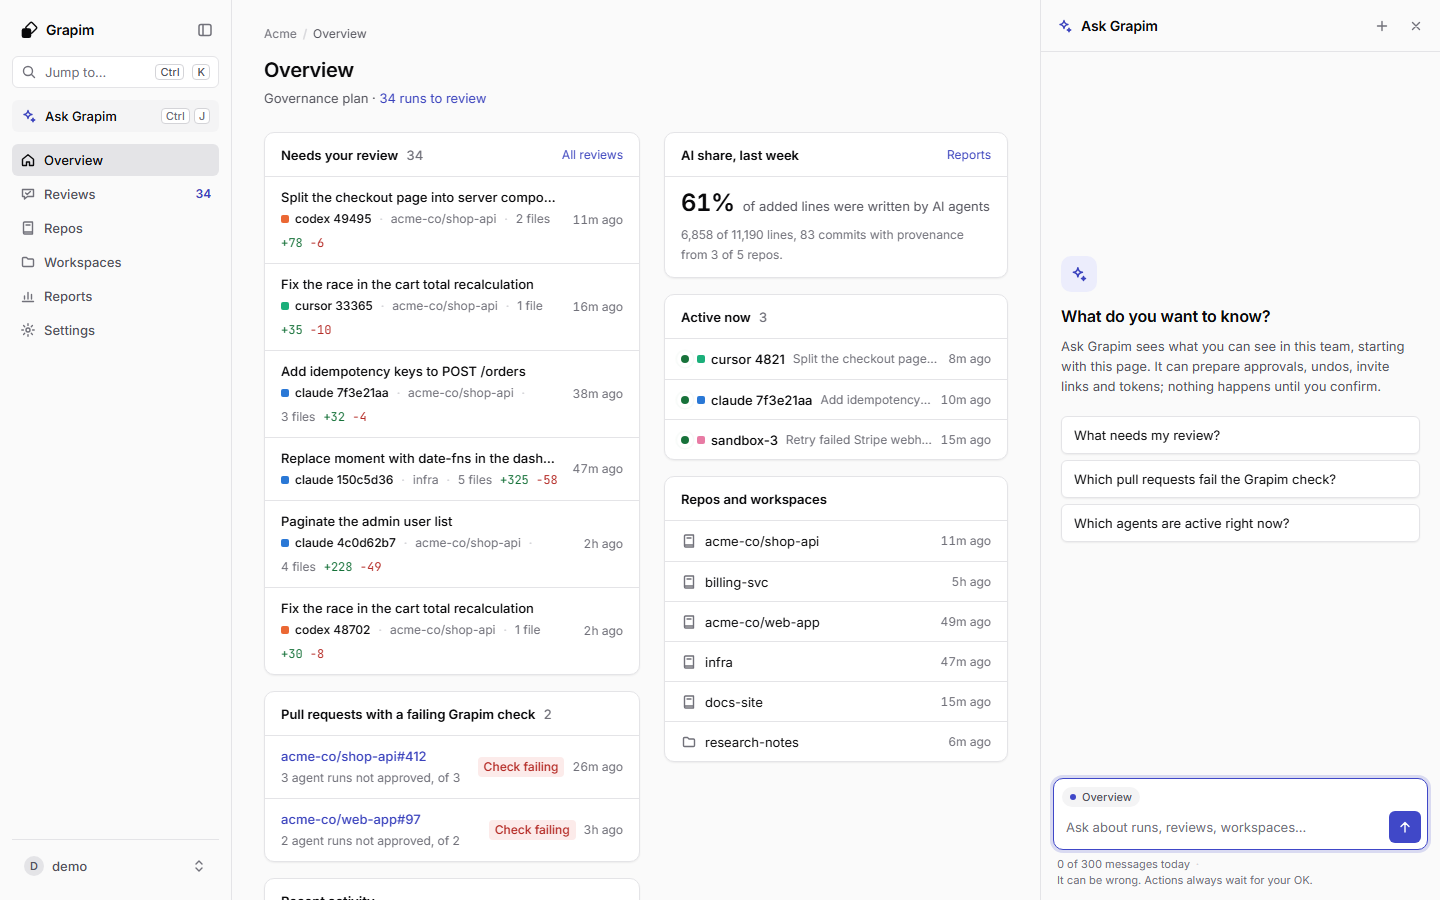 Grapim
Jump to... Ctrl K
Ask Grapim Ctrl J
Overview
Reviews 34
Repos
Workspaces
Reports
Settings
D demo
Acme / Overview
Overview
Governance plan · 34 runs to review
Needs your review 34 All reviews
Split the checkout page into server compo...
codex 49495 · acme-co/shop-api · 2 files 11m ago
+78 -6
Fix the race in the cart total recalculation
cursor 33365 · acme-co/shop-api · 1 file 16m ago
+35 -10
Add idempotency keys to POST /orders
claude 7f3e21aa · acme-co/shop-api · 38m ago
3 files +32 -4
Replace moment with date-fns in the dash...
claude 150c5d36 · infra · 5 files +325 -58 47m ago
Paginate the admin user list
claude 4c0d62b7 · acme-co/shop-api · 2h ago
4 files +228 -49
Fix the race in the cart total recalculation
codex 48702 · acme-co/shop-api · 1 file 2h ago
+30 -8
Pull requests with a failing Grapim check 2
acme-co/shop-api#412
3 agent runs not approved, of 3 Check failing 26m ago
acme-co/web-app#97
2 agent runs not approved, of 2 Check failing 3h ago
Recent activity
AI share, last week Reports
61% of added lines were written by AI agents
6,858 of 11,190 lines, 83 commits with provenance
from 3 of 5 repos.
Active now 3
cursor 4821 Split the checkout page... 8m ago
claude 7f3e21aa Add idempotency... 10m ago
sandbox-3 Retry failed Stripe webh... 15m ago
Repos and workspaces
acme-co/shop-api 11m ago
billing-svc 5h ago
acme-co/web-app 49m ago
infra 47m ago
docs-site 15m ago
research-notes 6m ago
Ask Grapim
What do you want to know?
Ask Grapim sees what you can see in this team, starting
with this page. It can prepare approvals, undos, invite
links and tokens; nothing happens until you confirm.
What needs my review?
Which pull requests fail the Grapim check?
Which agents are active right now?
Overview
Ask about runs, reviews, workspaces...
0 of 300 messages today ·
It can be wrong. Actions always wait for your OK.